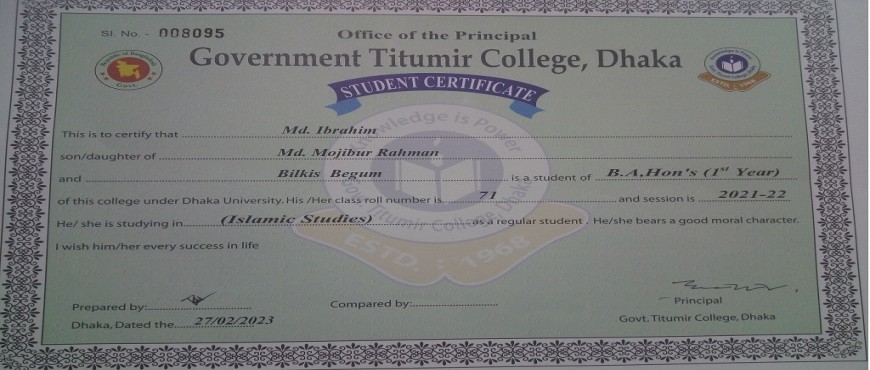 Sl. No. - 008095
Office of the Principal
Government Titumir College, Dhaka
STUDENT CERTIFICATE
Govt.
ESTD. : 1968
Knowledge is Power
Govt. Titumir College, Dhaka
ESTD. : 1968
This is to certify that Md. Ibrahim
son/daughter of Md. Mojibur Rahman
and Bilkis Begum is a student of B.A,Hon's (1st Year)
of this college under Dhaka University. His /Her class roll number is 71 and session is 2021-22
He/ she is studying in (Islamic Studies) as a regular student . He/she bears a good moral character.
I wish him/her every success in life
Prepared by:
Compared by:
Principal
Dhaka, Dated the 27/02/2023
Govt. Titumir College, Dhaka